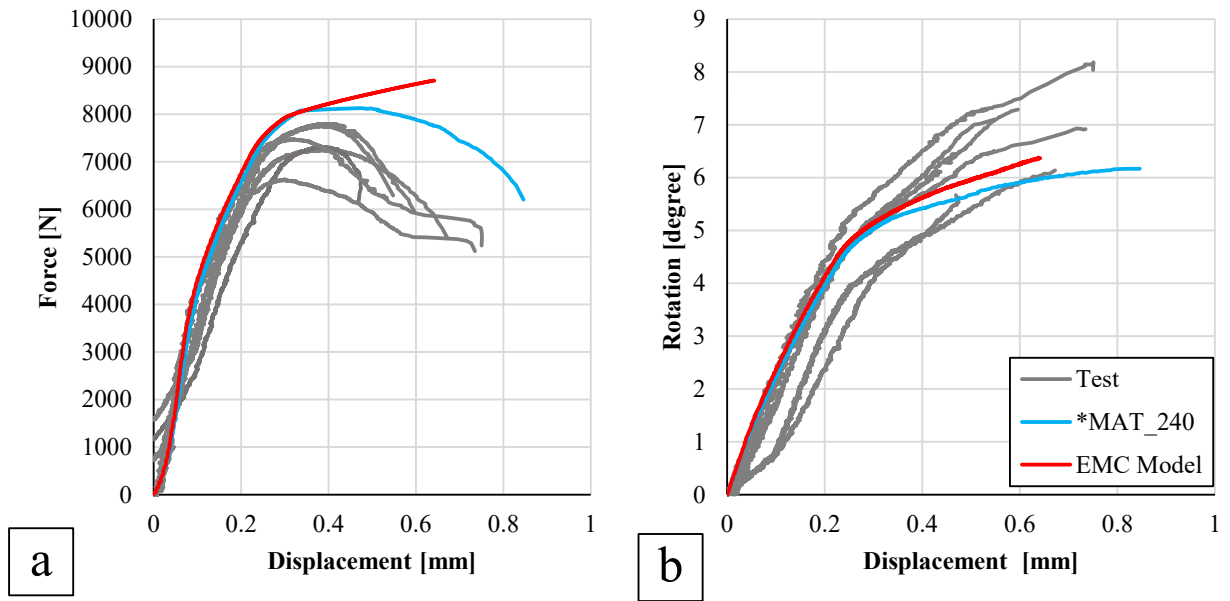 10000
9000
8000
7000
6000
5000
4000
3000
2000
1000
0
Force [N]
0 0.2 0.4 0.6 0.8 1
Displacement [mm]
a
9
8
7
6
5
4
3
2
1
0
Rotation [degree]
Test
*MAT_240
EMC Model
0 0.2 0.4 0.6 0.8 1
Displacement [mm]
b